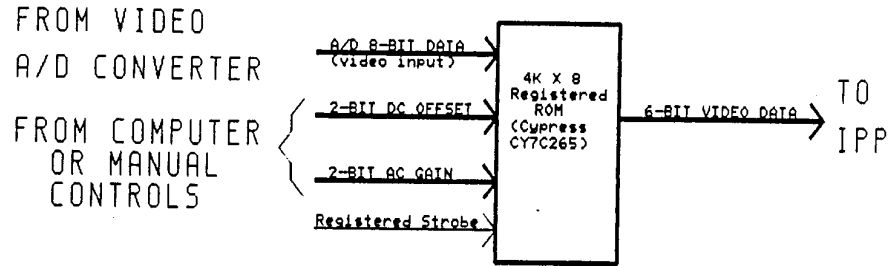 FROM VIDEO
A/D CONVERTER
A/D 8-BIT DATA
(video input)
FROM COMPUTER
OR MANUAL
CONTROLS
2-BIT DC OFFSET
2-BIT AC GAIN
Registered Strobe
4K X 8
Registered
ROM
(Cypress
CY7C265)
6-BIT VIDEO DATA
TO
IPP